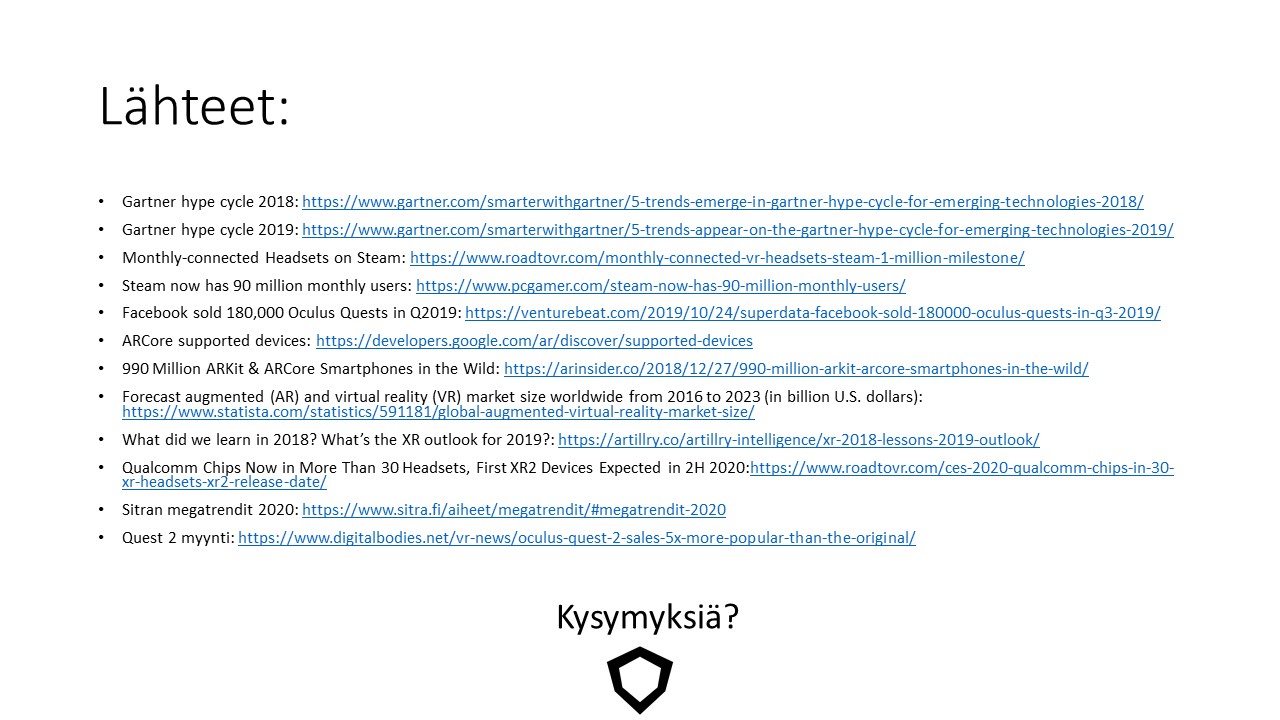 Lähteet:
• Gartner hype cycle 2018: https://www.gartner.com/smarterwithgartner/5-trends-emerge-in-gartner-hype-cycle-for-emerging-technologies-2018/
• Gartner hype cycle 2019: https://www.gartner.com/smarterwithgartner/5-trends-appear-on-the-gartner-hype-cycle-for-emerging-technologies-2019/
• Monthly-connected Headsets on Steam: https://www.roadtovr.com/monthly-connected-vr-headsets-steam-1-million-milestone/
• Steam now has 90 million monthly users: https://www.pcgamer.com/steam-now-has-90-million-monthly-users/
• Facebook sold 180,000 Oculus Quests in Q2019: https://venturebeat.com/2019/10/24/superdata-facebook-sold-180000-oculus-quests-in-q3-2019/
• ARCore supported devices: https://developers.google.com/ar/discover/supported-devices
• 990 Million ARKit & ARCore Smartphones in the Wild: https://arinsider.co/2018/12/27/990-million-arkit-arcore-smartphones-in-the-wild/
• Forecast augmented (AR) and virtual reality (VR) market size worldwide from 2016 to 2023 (in billion U.S. dollars):
https://www.statista.com/statistics/591181/global-augmented-virtual-reality-market-size/
• What did we learn in 2018? What’s the XR outlook for 2019?: https://artillry.co/artillry-intelligence/xr-2018-lessons-2019-outlook/
• Qualcomm Chips Now in More Than 30 Headsets, First XR2 Devices Expected in 2H 2020:https://www.roadtovr.com/ces-2020-qualcomm-chips-in-30-
xr-headsets-xr2-release-date/
• Sitran megatrendit 2020: https://www.sitra.fi/aiheet/megatrendit/#megatrendit-2020
• Quest 2 myynti: https://www.digitalbodies.net/vr-news/oculus-quest-2-sales-5x-more-popular-than-the-original/
Kysymyksiä?